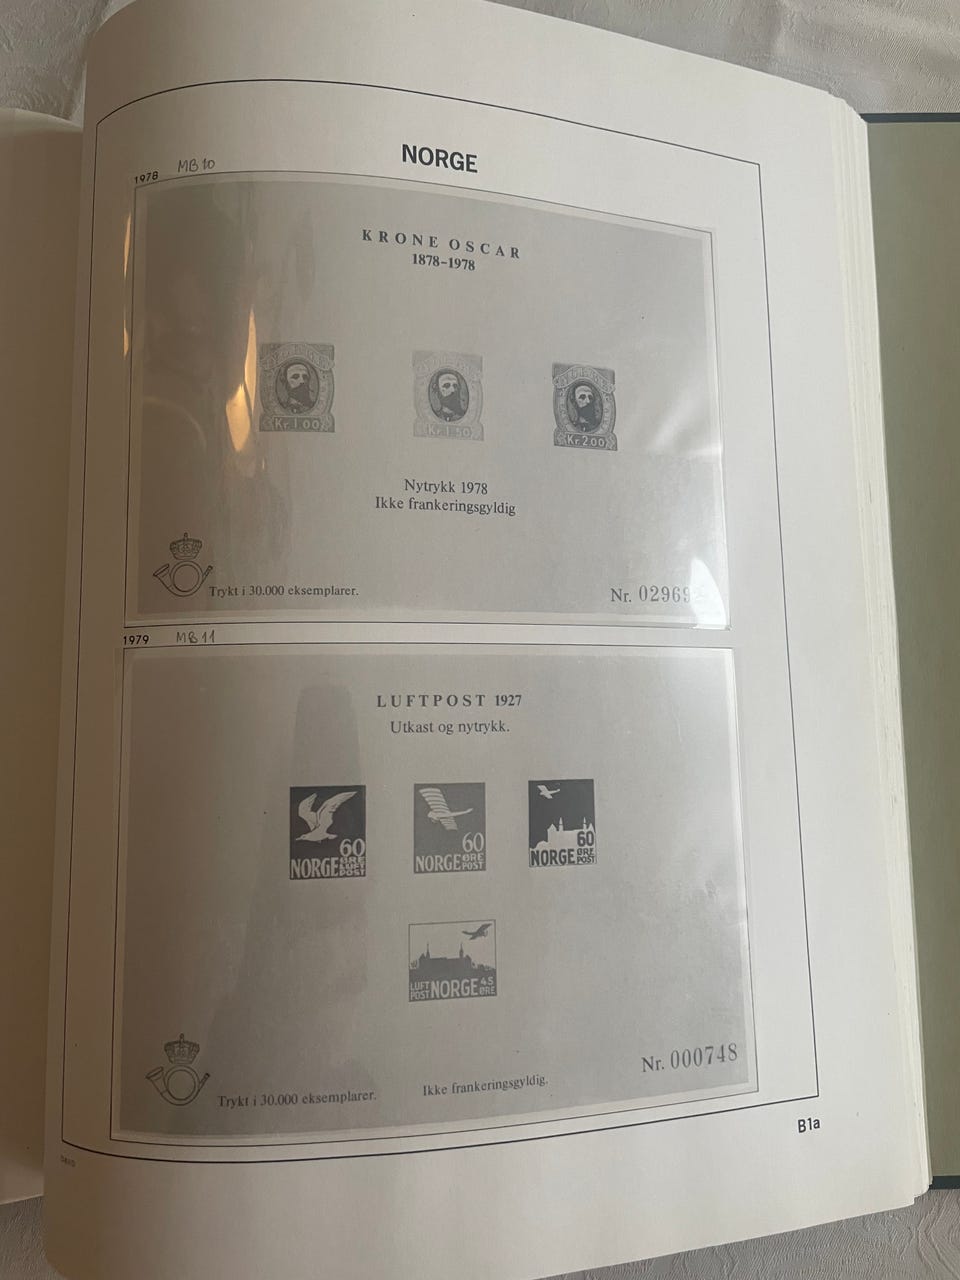 NORGE
1978 MB 10
KRONE OSCAR
1878-1978
Kr.1 00
Kr.1 50
Kr 2 00
Nytrykk 1978
Ikke frankeringsgyldig
Trykt i 30.000 eksemplarer.
Nr. 02969
1979 MB 11
LUFTPOST 1927
Utkast og nytrykk.
60
NORGE ØRE LUFT POST
60
NORGE ØRE POST
60
NORGE ØRE POST
LUFT POST NORGE 45 ØRE
Nr. 000748
Trykt i 30.000 eksemplarer.
Ikke frankeringsgyldig.
B1a